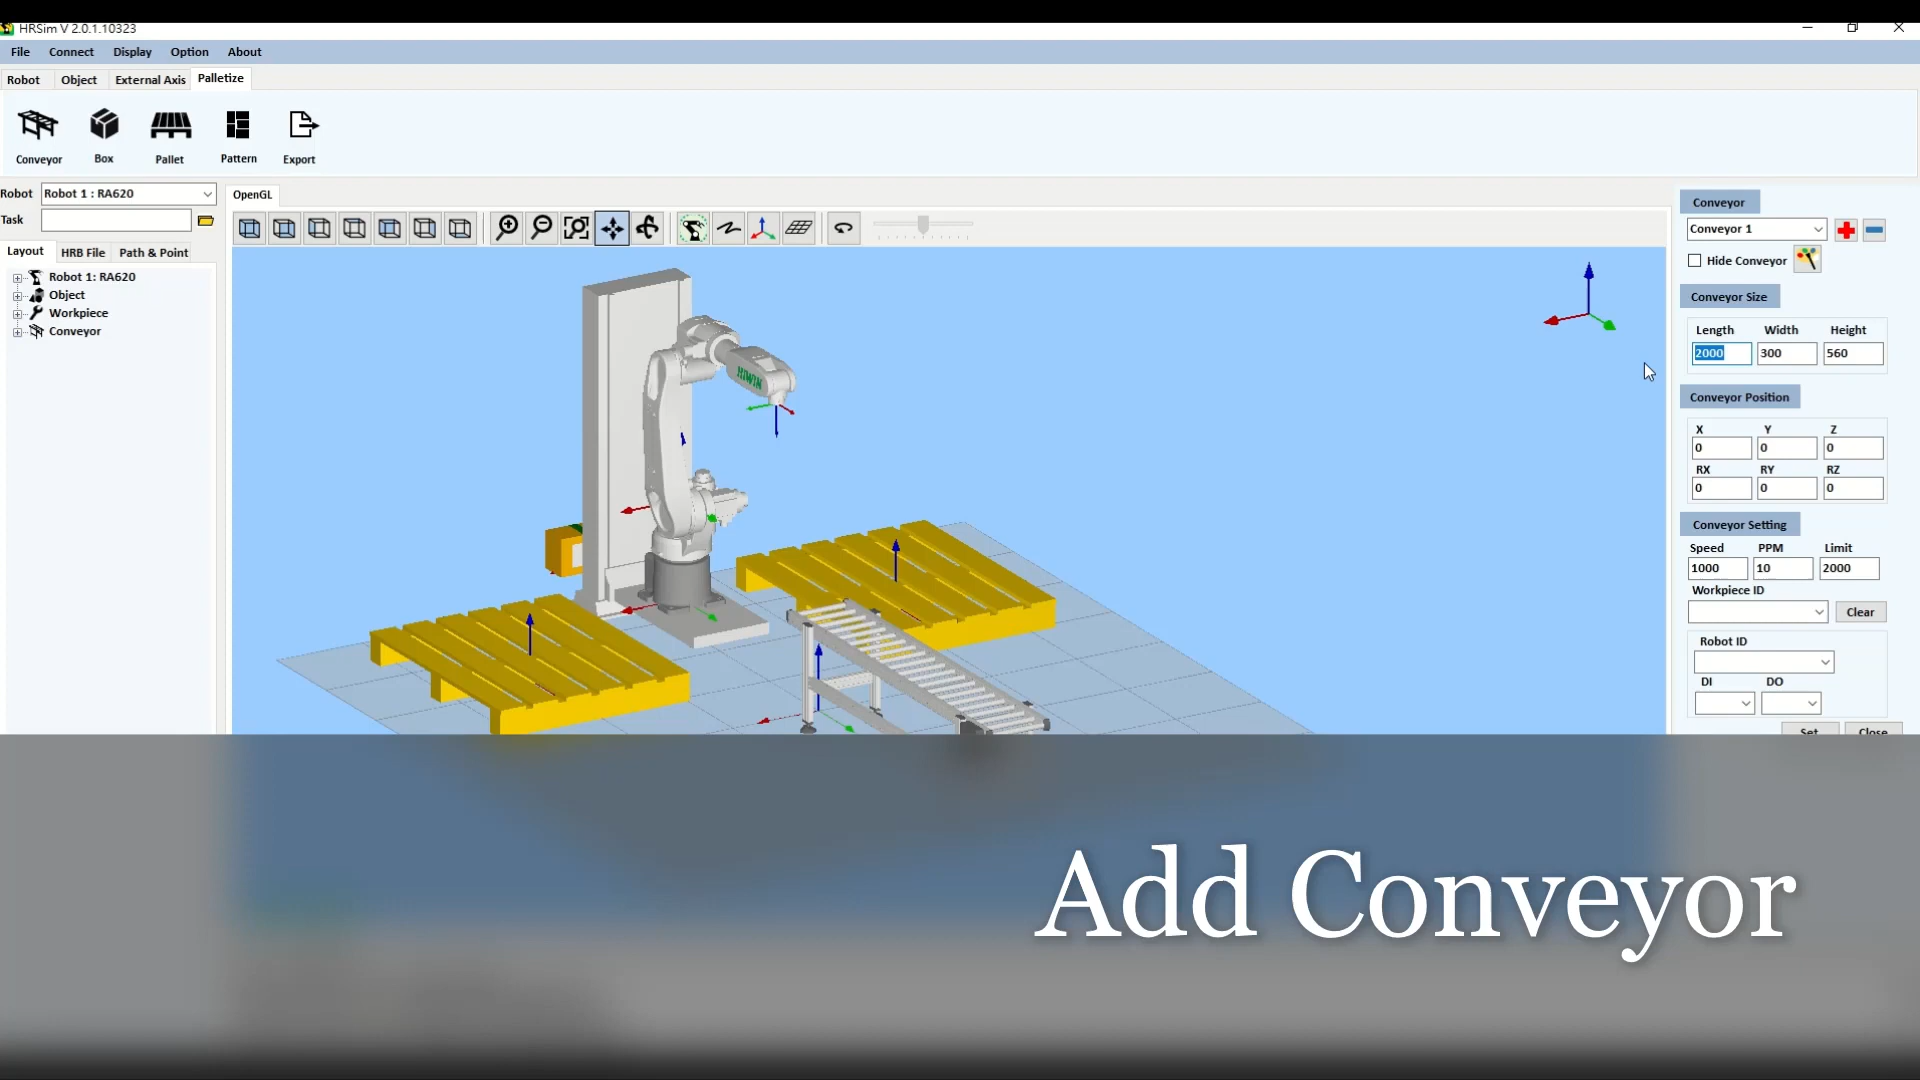 HRSim V 2.0.1.10323
File Connect Display Option About
Robot Object External Axis Palletize
Conveyor Box Pallet Pattern Export
Robot Robot 1 : RA620
Task
OpenGL
Layout HRB File Path & Point
Robot 1: RA620
Object
Workpiece
Conveyor
HIWIN
Conveyor
Conveyor 1
Hide Conveyor
Conveyor Size
Length Width Height
2000 300 560
Conveyor Position
X Y Z
0 0 0
RX RY RZ
0 0 0
Conveyor Setting
Speed PPM Limit
1000 10 2000
Workpiece ID
Clear
Robot ID
DI DO
Set Close
Add Conveyor